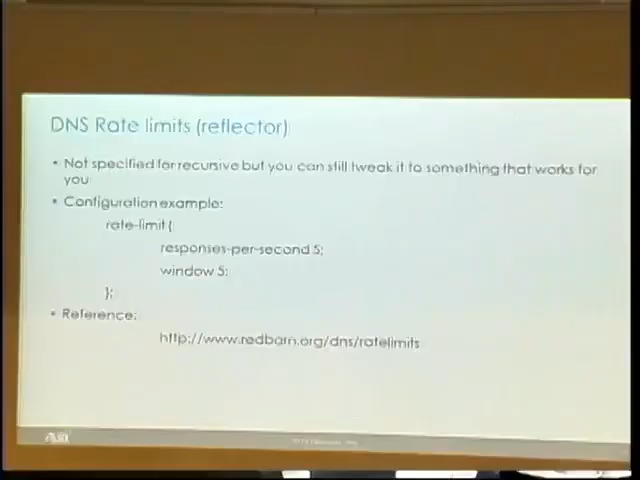 DNS Rate limits (reflector)
• Not specified for recursive but you can still tweak it to something that works for
you
• Configuration example:
rate-limit {
responses-per-second 5;
window 5;
};
• Reference:
http://www.redbarn.org/dns/ratelimits